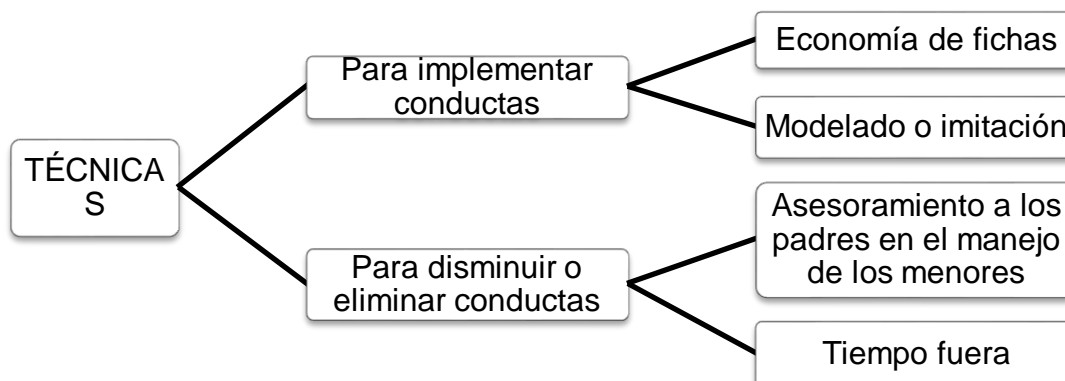 TÉCNICA
S
Para implementar
conductas
Economía de fichas
Modelado o imitación
Para disminuir o
eliminar conductas
Asesoramiento a los
padres en el manejo
de los menores
Tiempo fuera